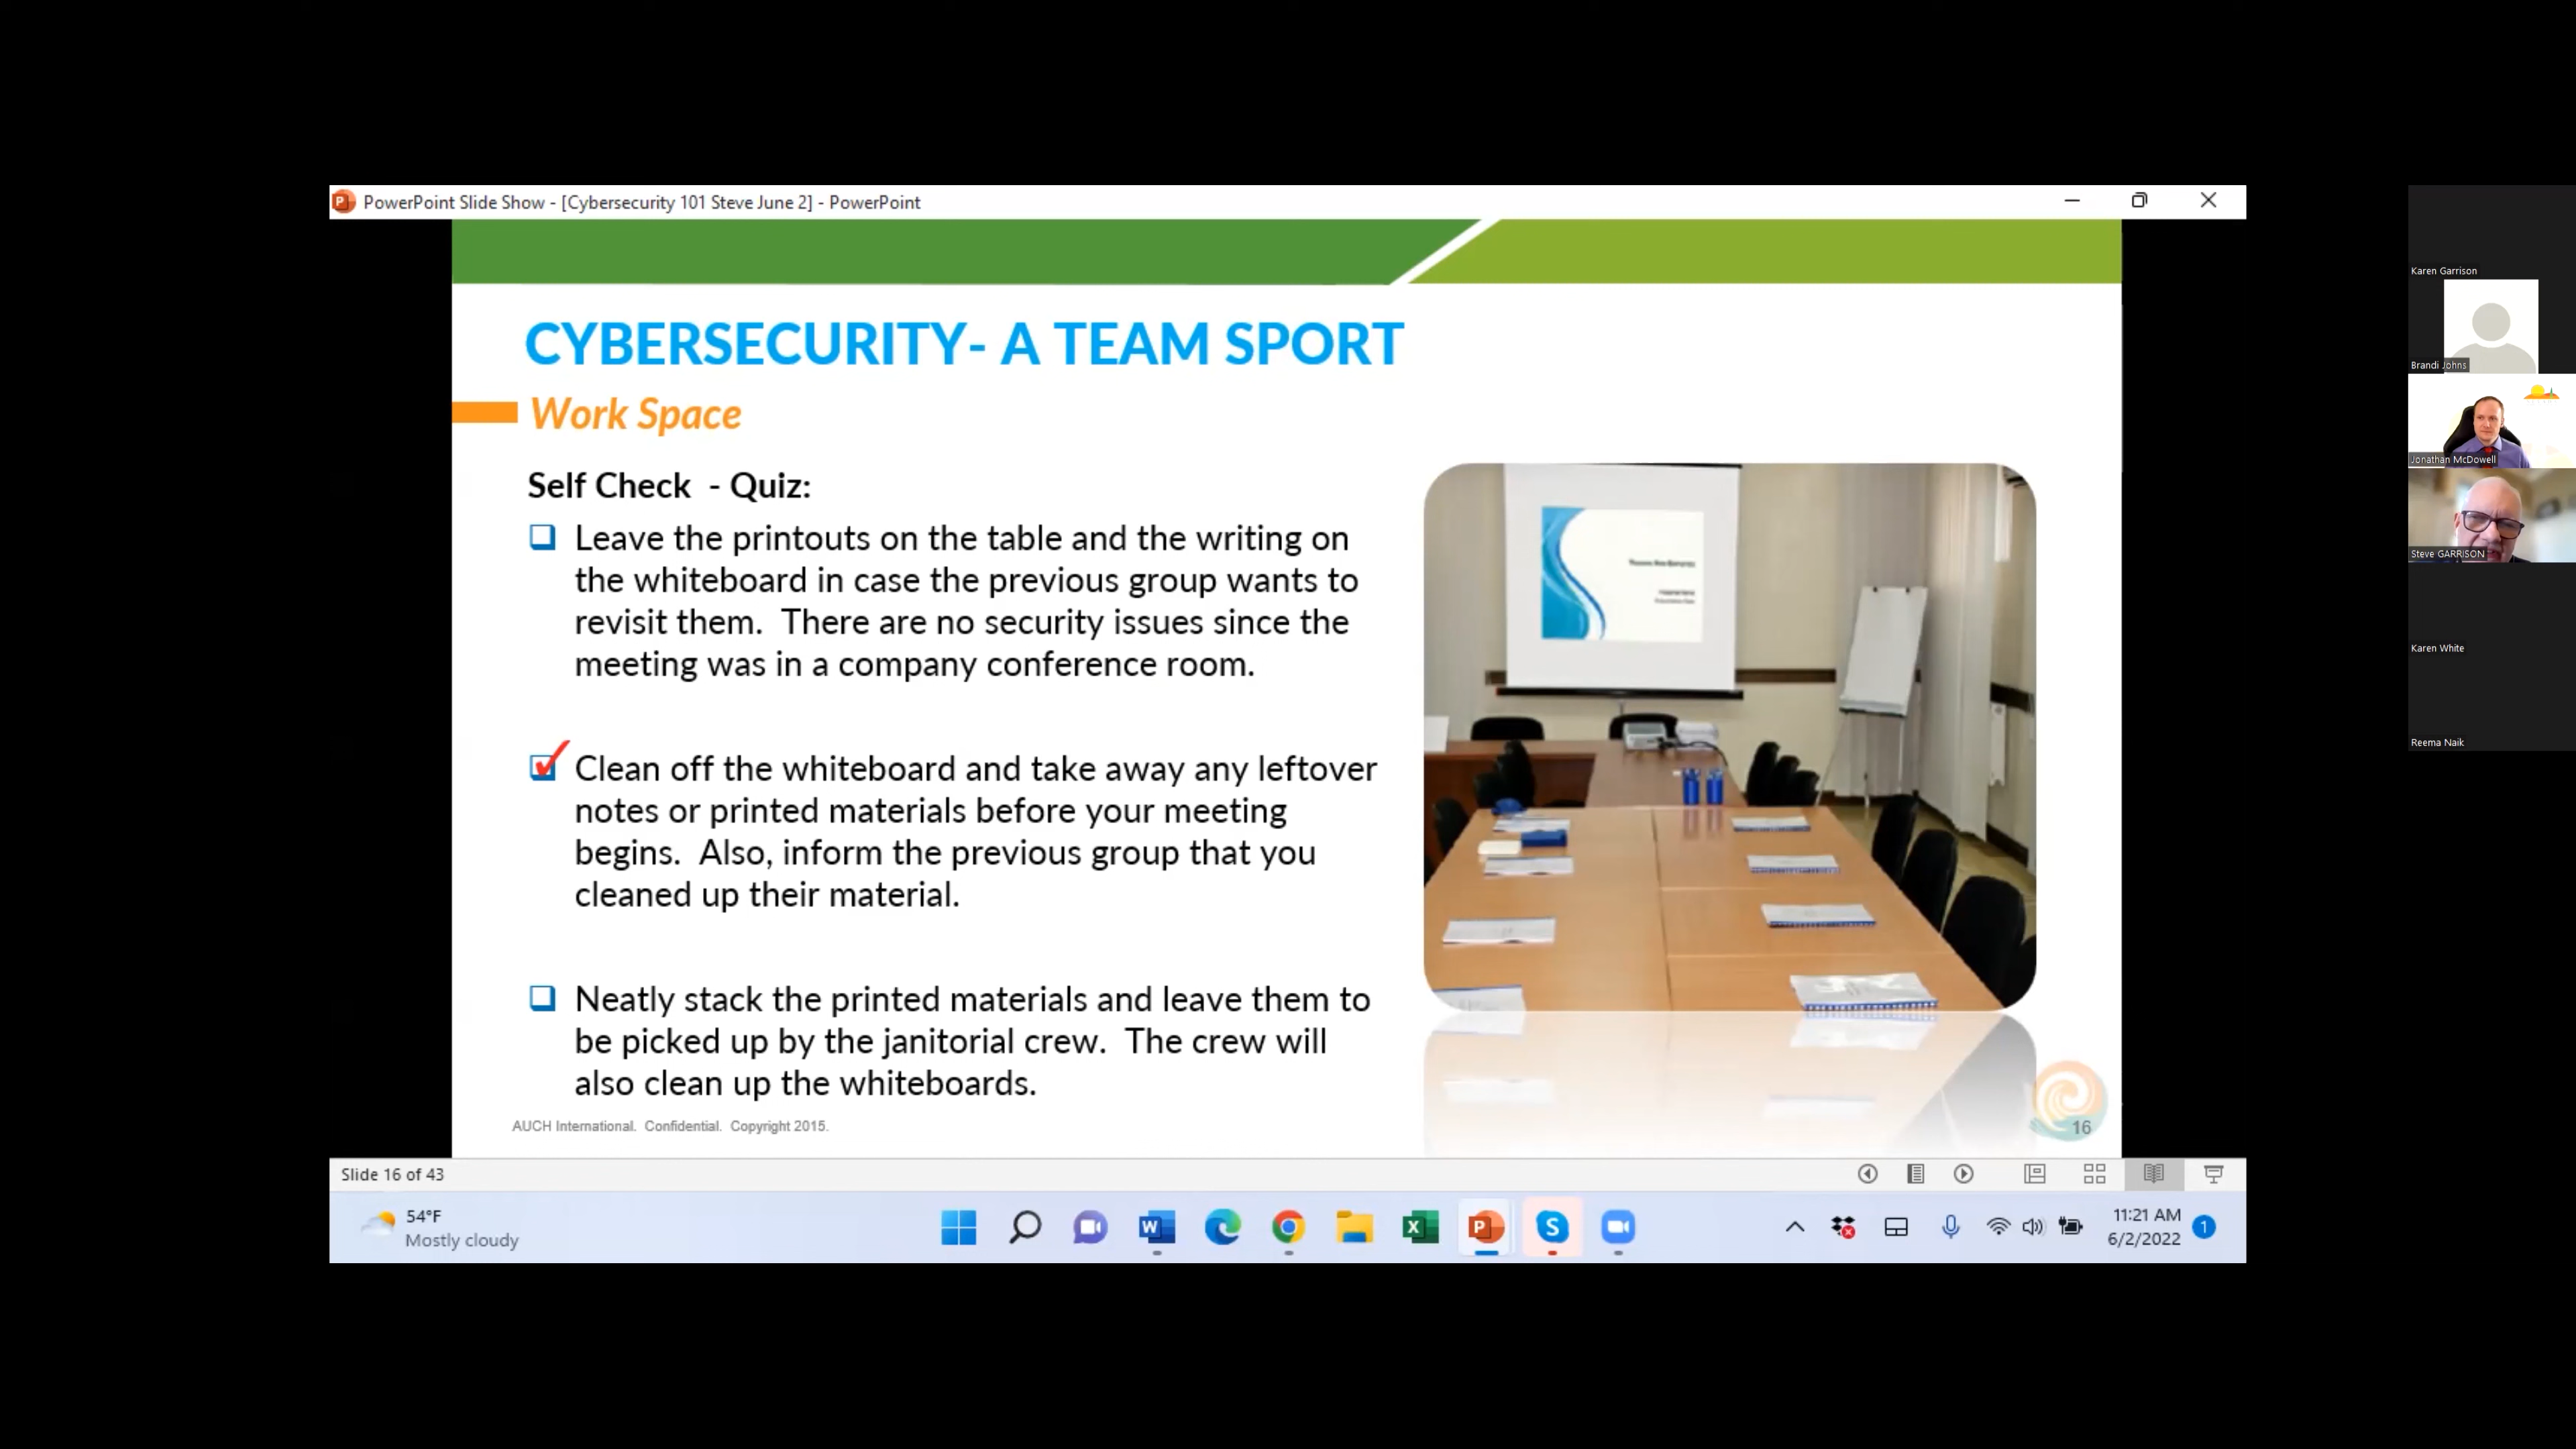 PowerPoint Slide Show - [Cybersecurity 101 Steve June 2] - PowerPoint
CYBERSECURITY- A TEAM SPORT
Work Space
Self Check - Quiz:
Leave the printouts on the table and the writing on
the whiteboard in case the previous group wants to
revisit them. There are no security issues since the
meeting was in a company conference room.
Clean off the whiteboard and take away any leftover
notes or printed materials before your meeting
begins. Also, inform the previous group that you
cleaned up their material.
Neatly stack the printed materials and leave them to
be picked up by the janitorial crew. The crew will
also clean up the whiteboards.
AUCH International. Confidential. Copyright 2015.
16
Slide 16 of 43
54°F
Mostly cloudy
11:21 AM
6/2/2022
1
Karen Garrison
Brandi Johns
Jonathan McDowell
Steve GARRISON
Karen White
Reema Naik